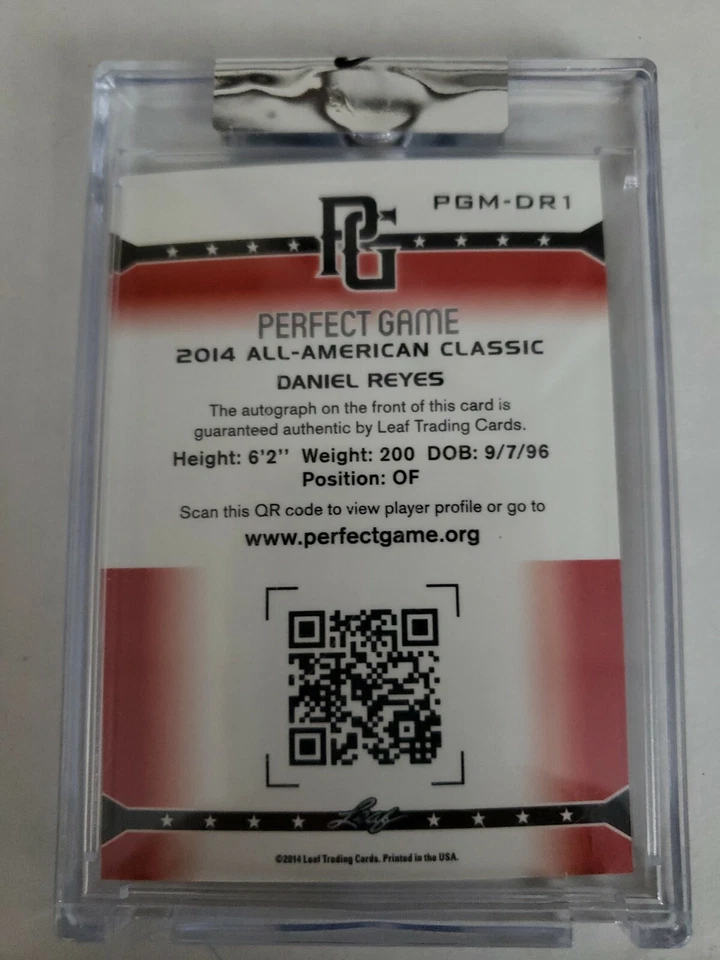 PGM-DR1
PG
PERFECT GAME
2014 ALL-AMERICAN CLASSIC
DANIEL REYES
The autograph on the front of this card is
guaranteed authentic by Leaf Trading Cards.
Height: 6'2'' Weight: 200 DOB: 9/7/96
Position: OF
Scan this QR code to view player profile or go to
www.perfectgame.org
Leaf
©2014 Leaf Trading Cards. Printed in the USA.